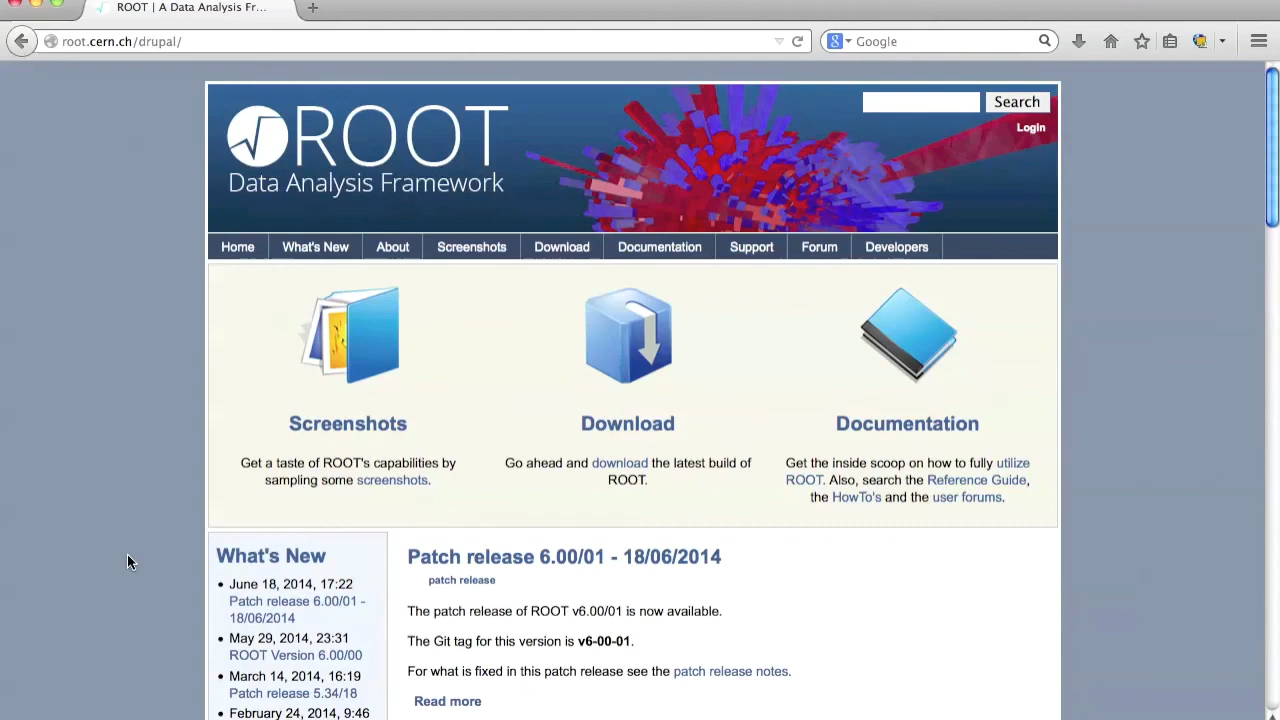 ROOT | A Data Analysis Fr...
root.cern.ch/drupal/
Google
ROOT
Data Analysis Framework
Search
Login
Home
What's New
About
Screenshots
Download
Documentation
Support
Forum
Developers
Screenshots
Get a taste of ROOT's capabilities by
sampling some screenshots.
Download
Go ahead and download the latest build of
ROOT.
Documentation
Get the inside scoop on how to fully utilize
ROOT. Also, search the Reference Guide,
the HowTo's and the user forums.
What's New
June 18, 2014, 17:22
Patch release 6.00/01 -
18/06/2014
May 29, 2014, 23:31
ROOT Version 6.00/00
March 14, 2014, 16:19
Patch release 5.34/18
February 24, 2014, 9:46
Patch release 6.00/01 - 18/06/2014
patch release
The patch release of ROOT v6.00/01 is now available.
The Git tag for this version is v6-00-01.
For what is fixed in this patch release see the patch release notes.
Read more